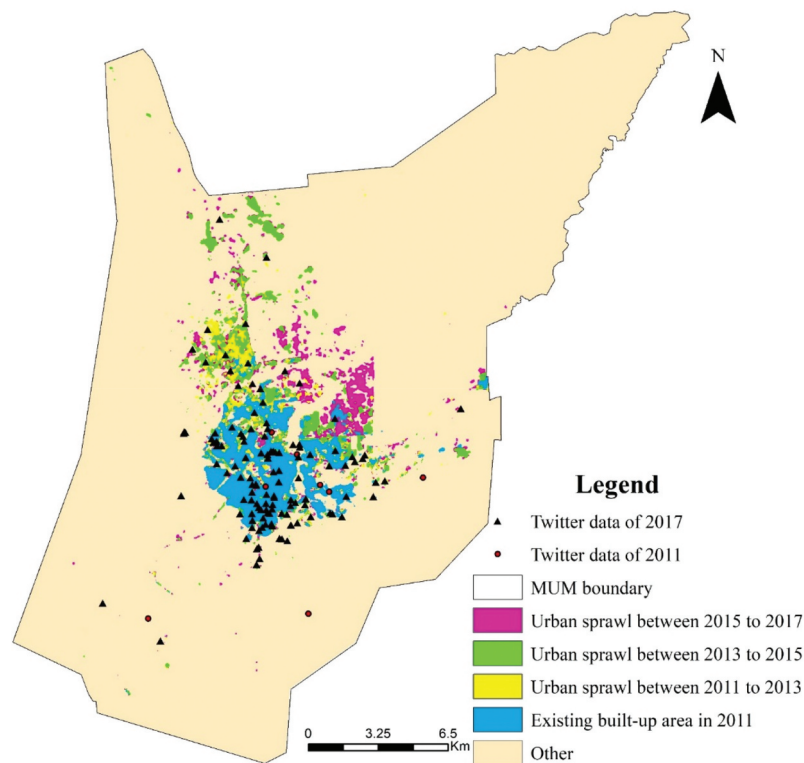 N
Legend
Twitter data of 2017
Twitter data of 2011
MUM boundary
Urban sprawl between 2015 to 2017
Urban sprawl between 2013 to 2015
Urban sprawl between 2011 to 2013
Existing built-up area in 2011
Other
0 3.25 6.5
Km